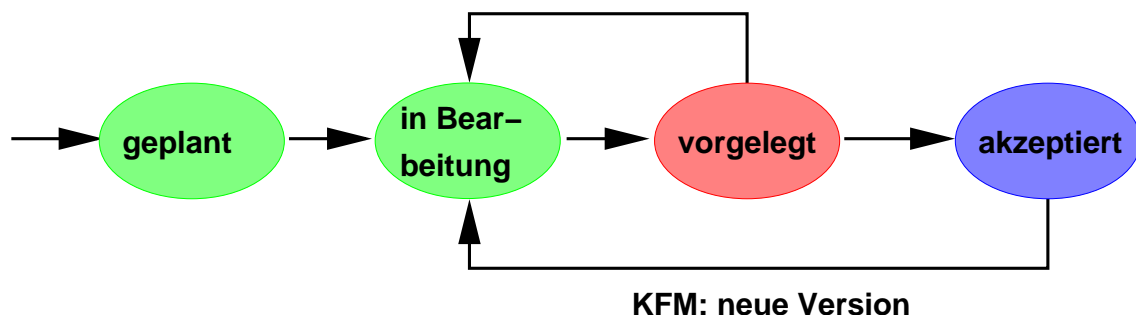 geplant
in Bear–
beitung
vorgelegt
akzeptiert
KFM: neue Version